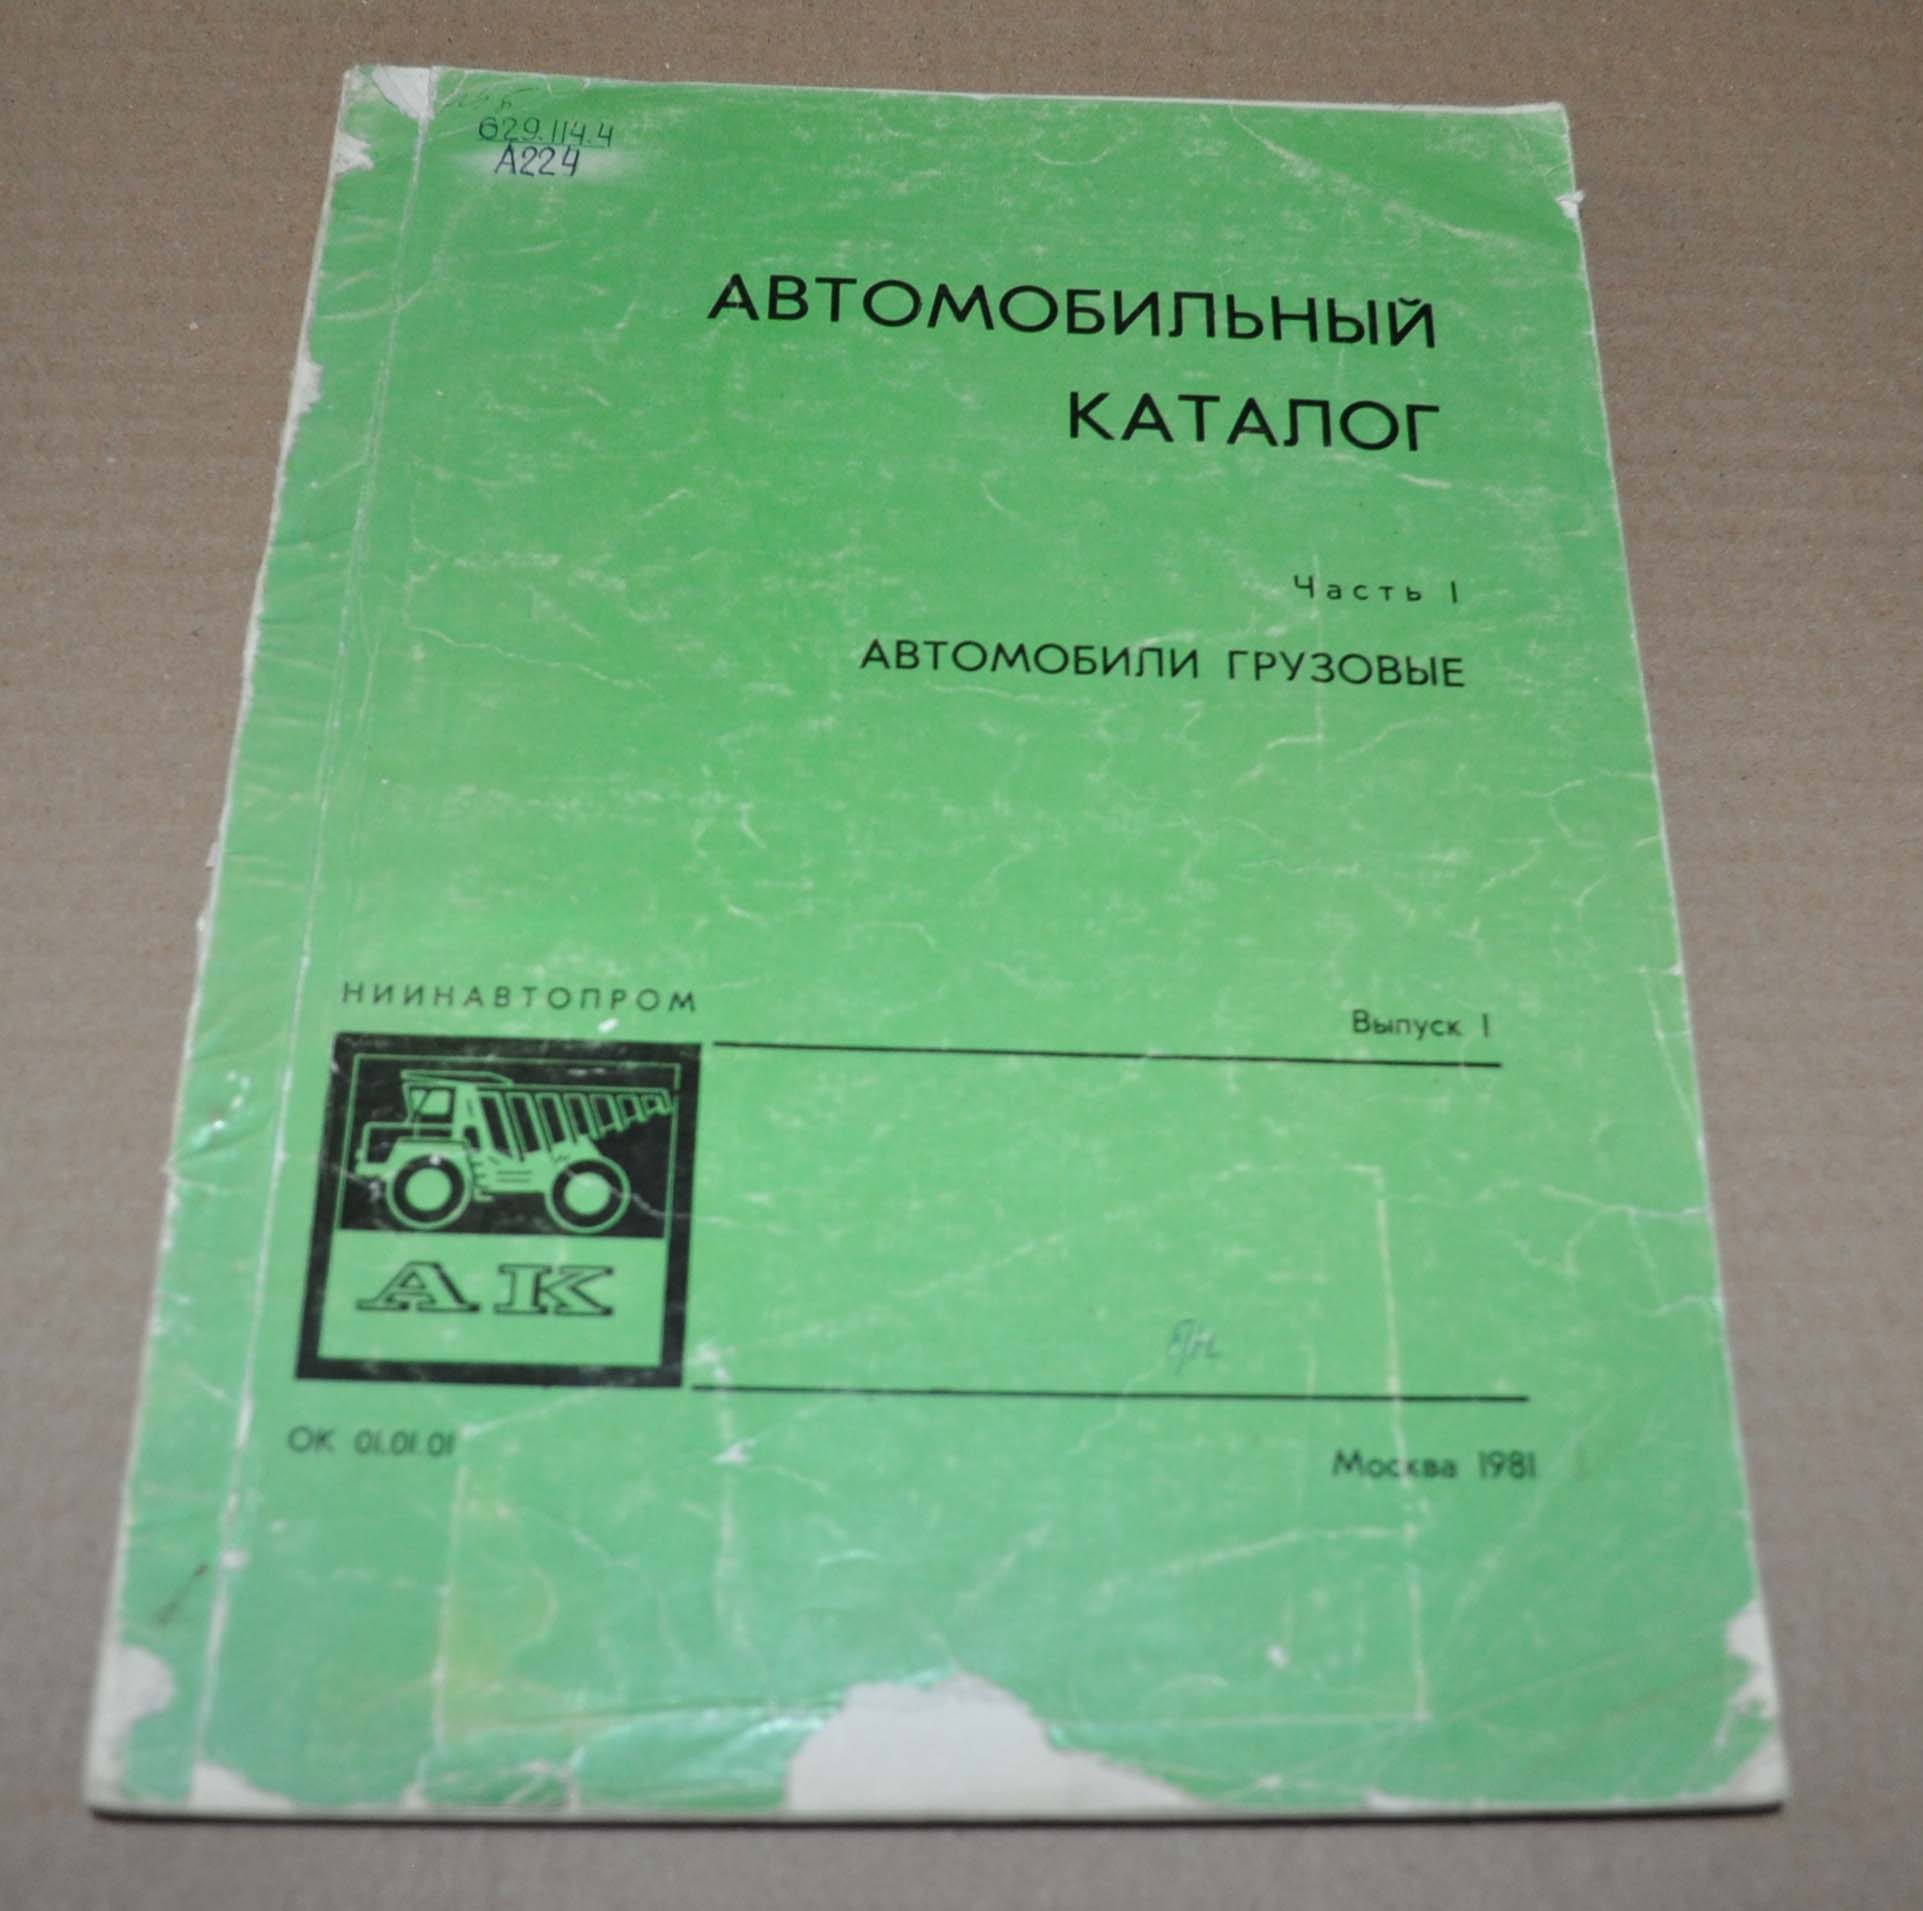 629.114.4
А224
АВТОМОБИЛЬНЫЙ
КАТАЛОГ
Часть I
АВТОМОБИЛИ ГРУЗОВЫЕ
НИИНАВТОПРОМ
Выпуск I
АК
ОК 01.01.01
Москва 1981